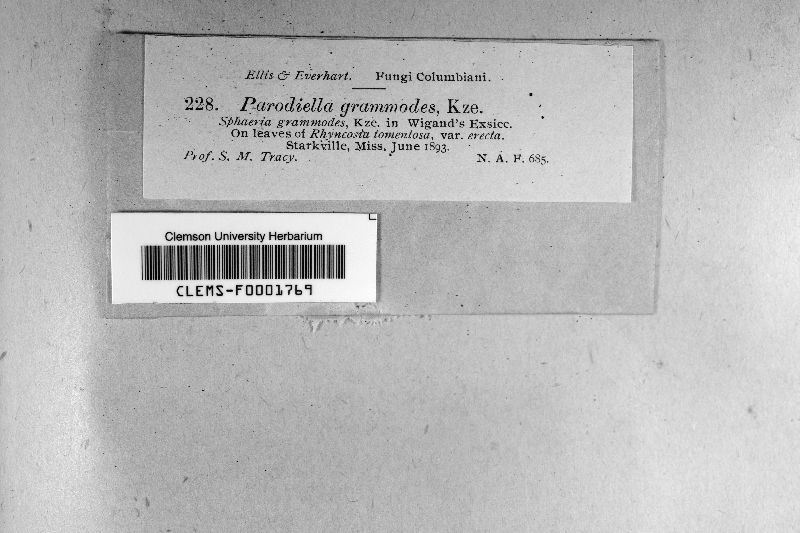 Ellis & Everhart. Fungi Columbiani.
228. Parodiella grammodes, Kze.
Sphaeria grammodes, Kze. in Wigand's Exsicc.
On leaves of Rhyncosia tomentosa, var. erecta.
Starkville, Miss. June 1893.
Prof. S. M. Tracy. N. A. F. 685.
Clemson University Herbarium
CLEMS-F0001769